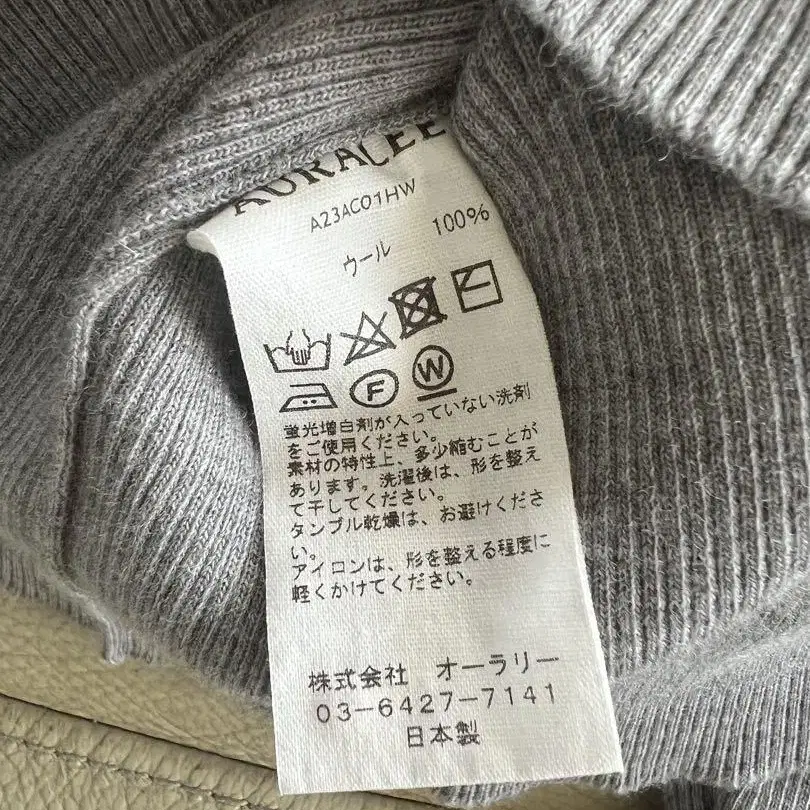 AURALEE
A23AC01HW
ウール 100%
F W
蛍光増白剤が入っていない洗剤
をご使用ください。
素材の特性上、多少縮むことが
あります。洗濯後は、形を整え
て干してください。
タンブル乾燥は、お避けくださ
い。
アイロンは、形を整える程度に
軽くかけてください。
株式会社 オーラリー
03-6427-7141
日本製